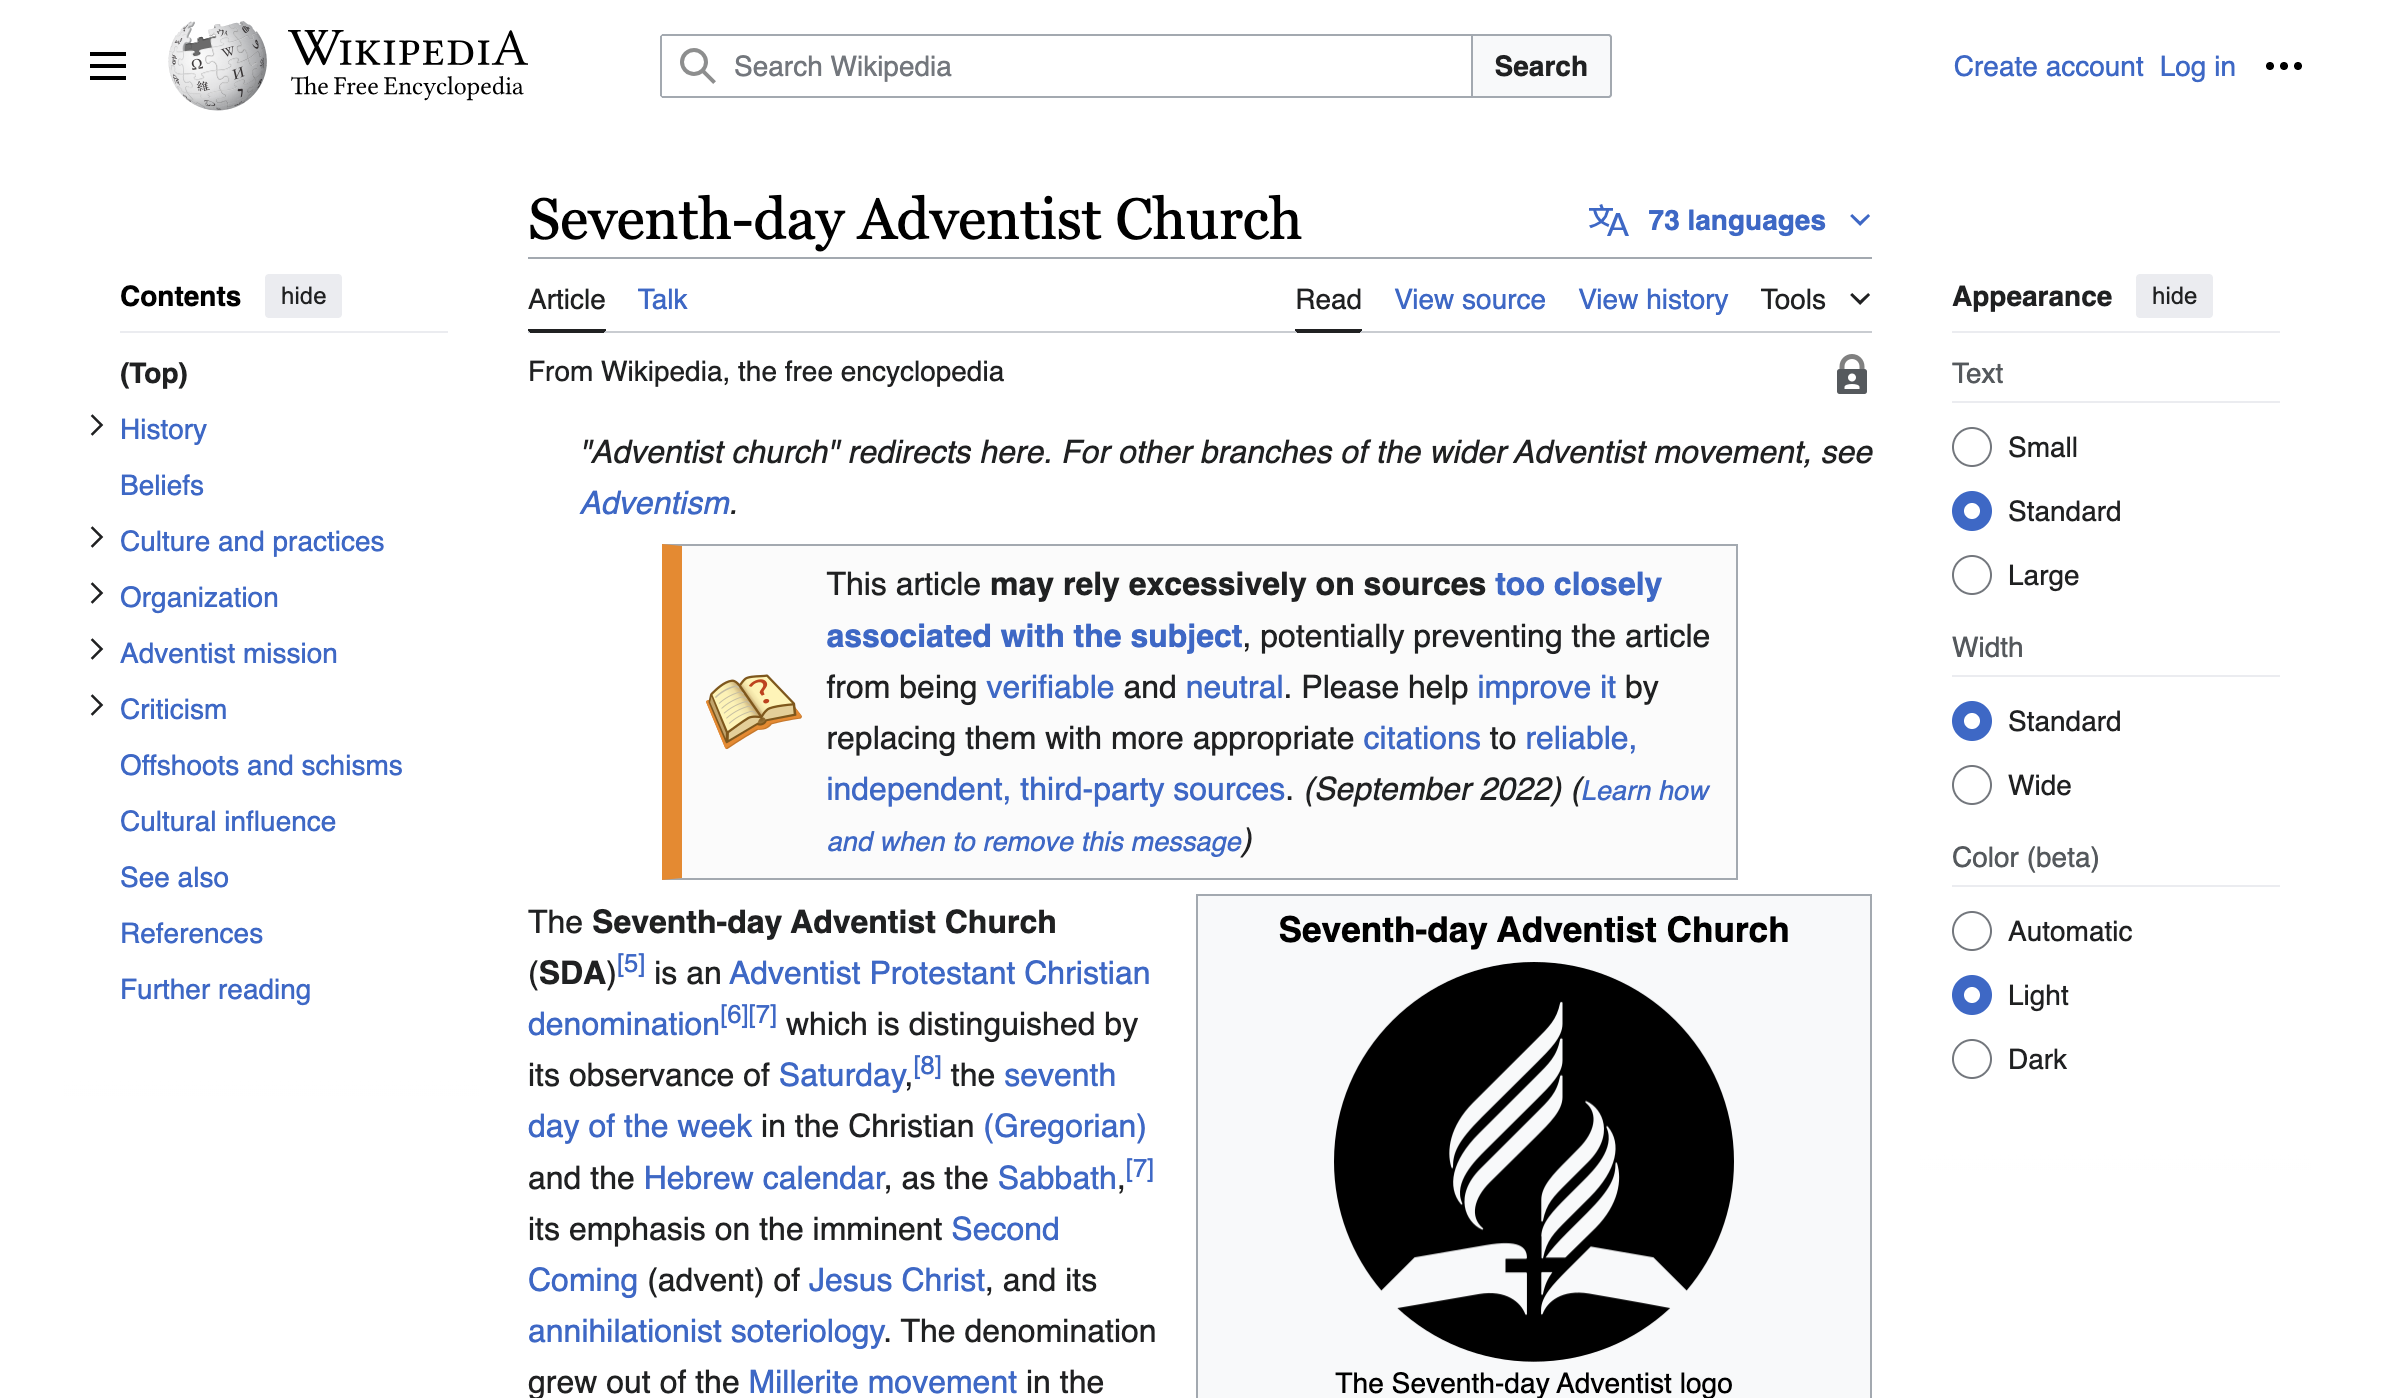 WIKIPEDIA
The Free Encyclopedia
Search Wikipedia
Search
Create account Log in
Contents hide
(Top)
History
Beliefs
Culture and practices
Organization
Adventist mission
Criticism
Offshoots and schisms
Cultural influence
See also
References
Further reading
Seventh-day Adventist Church
73 languages
Article Talk Read View source View history Tools
From Wikipedia, the free encyclopedia
"Adventist church" redirects here. For other branches of the wider Adventist movement, see
Adventism.
This article may rely excessively on sources too closely
associated with the subject, potentially preventing the article
from being verifiable and neutral. Please help improve it by
replacing them with more appropriate citations to reliable,
independent, third-party sources. (September 2022) (Learn how
and when to remove this message)
The Seventh-day Adventist Church
(SDA)[5] is an Adventist Protestant Christian
denomination[6][7] which is distinguished by
its observance of Saturday,[8] the seventh
day of the week in the Christian (Gregorian)
and the Hebrew calendar, as the Sabbath,[7]
its emphasis on the imminent Second
Coming (advent) of Jesus Christ, and its
annihilationist soteriology. The denomination
grew out of the Millerite movement in the
Seventh-day Adventist Church
The Seventh-day Adventist logo
Appearance hide
Text
Small
Standard
Large
Width
Standard
Wide
Color (beta)
Automatic
Light
Dark